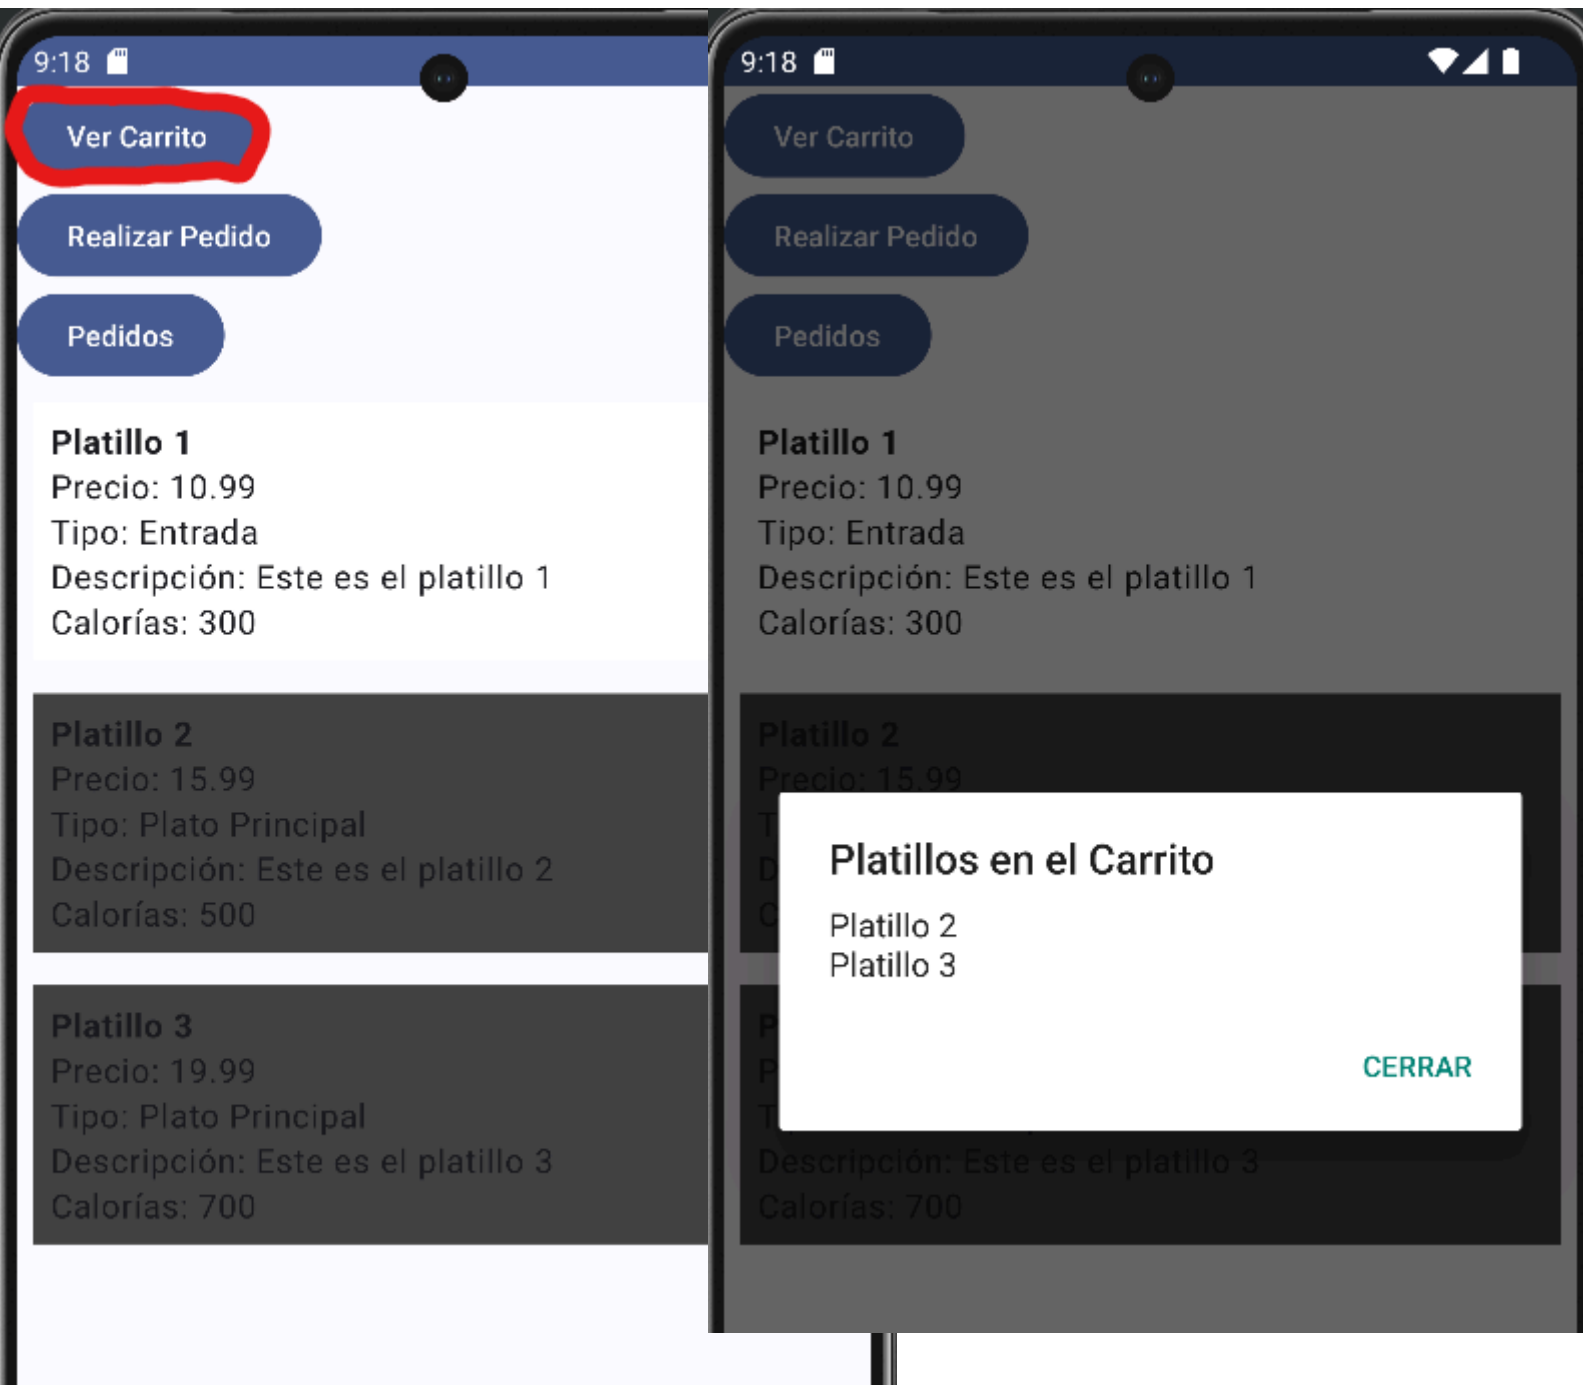 9:18
Ver Carrito
Realizar Pedido
Pedidos
Platillo 1
Precio: 10.99
Tipo: Entrada
Descripción: Este es el platillo 1
Calorías: 300
Platillo 2
Precio: 15.99
Tipo: Plato Principal
Descripción: Este es el platillo 2
Calorías: 500
Platillo 3
Precio: 19.99
Tipo: Plato Principal
Descripción: Este es el platillo 3
Calorías: 700
9:18
Ver Carrito
Realizar Pedido
Pedidos
Platillo 1
Precio: 10.99
Tipo: Entrada
Descripción: Este es el platillo 1
Calorías: 300
Platillo 2
Precio: 15.99
Platillos en el Carrito
Platillo 2
Platillo 3
CERRAR
Descripción: Este es el platillo 3
Calorías: 700